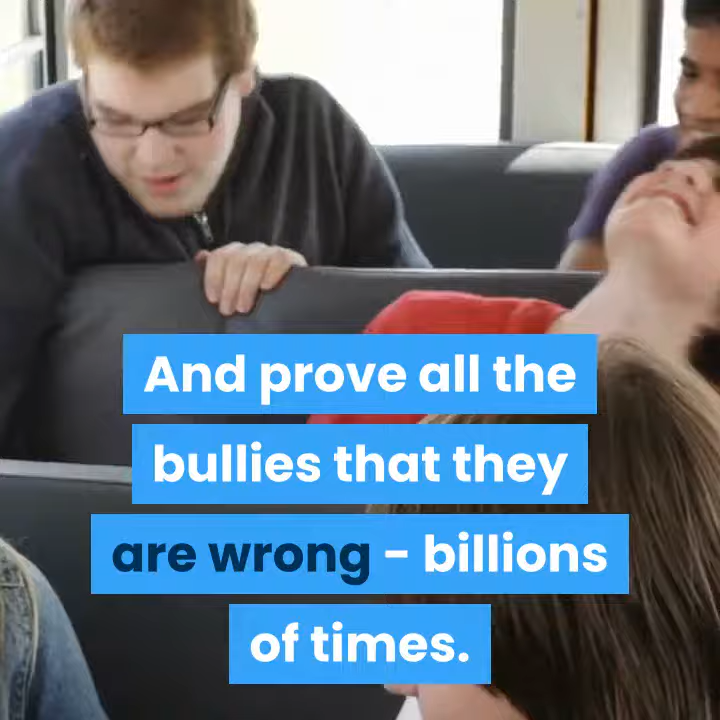 And prove all the
bullies that they
are wrong - billions
of times.